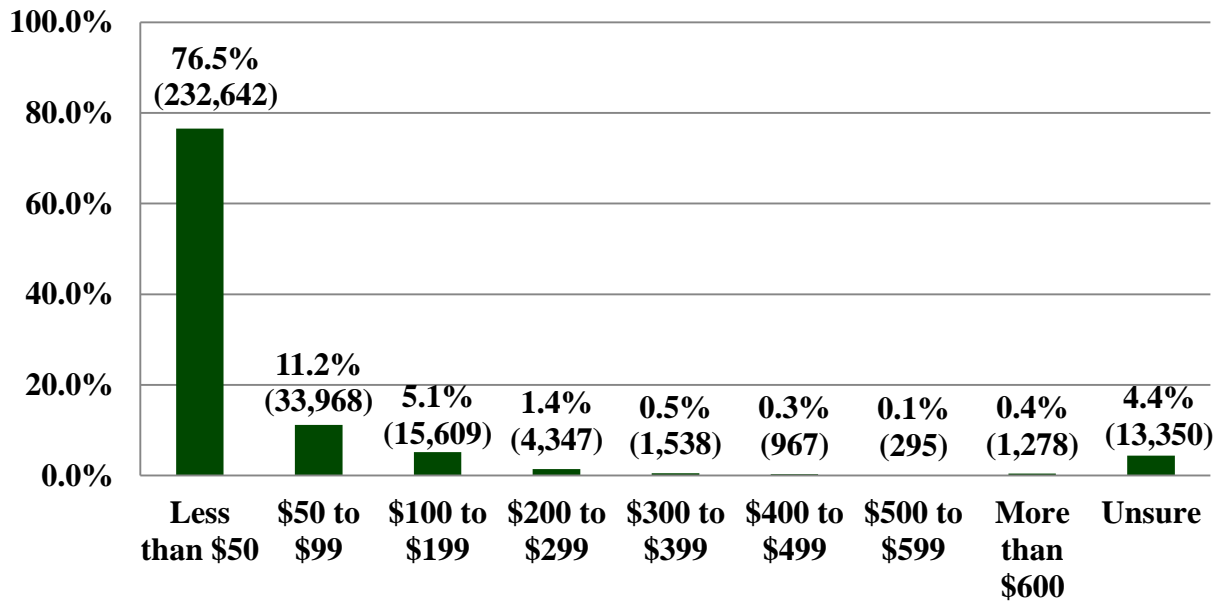 100.0%
80.0%
60.0%
40.0%
20.0%
0.0%
76.5%
(232,642)
11.2%
(33,968)
5.1%
(15,609)
1.4%
(4,347)
0.5%
(1,538)
0.3%
(967)
0.1%
(295)
0.4%
(1,278)
4.4%
(13,350)
Less
than $50
$50 to
$99
$100 to
$199
$200 to
$299
$300 to
$399
$400 to
$499
$500 to
$599
More
than
$600
Unsure